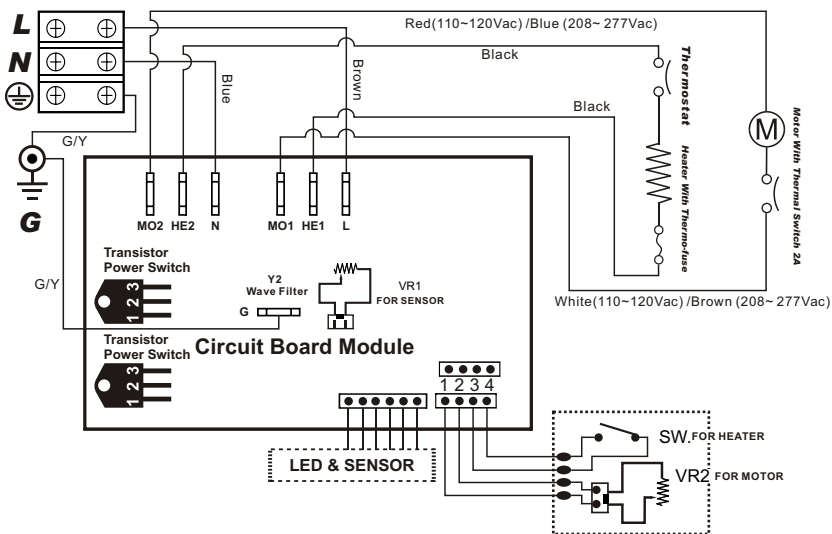 L
N
G
G/Y
G/Y
Blue
Brown
Red(110~120Vac) /Blue (208~ 277Vac)
Black
Black
Thermostat
Heater With Thermo-fuse
M
Motor With Thermal Switch 2A
White(110~120Vac) /Brown (208~ 277Vac)
MO2 HE2 N MO1 HE1 L
Transistor
Power Switch
1 2 3
Y2
Wave Filter
G
VR1
FOR SENSOR
Transistor
Power Switch
1 2 3
Circuit Board Module
1 2 3 4
LED & SENSOR
SW. FOR HEATER
VR2 FOR MOTOR